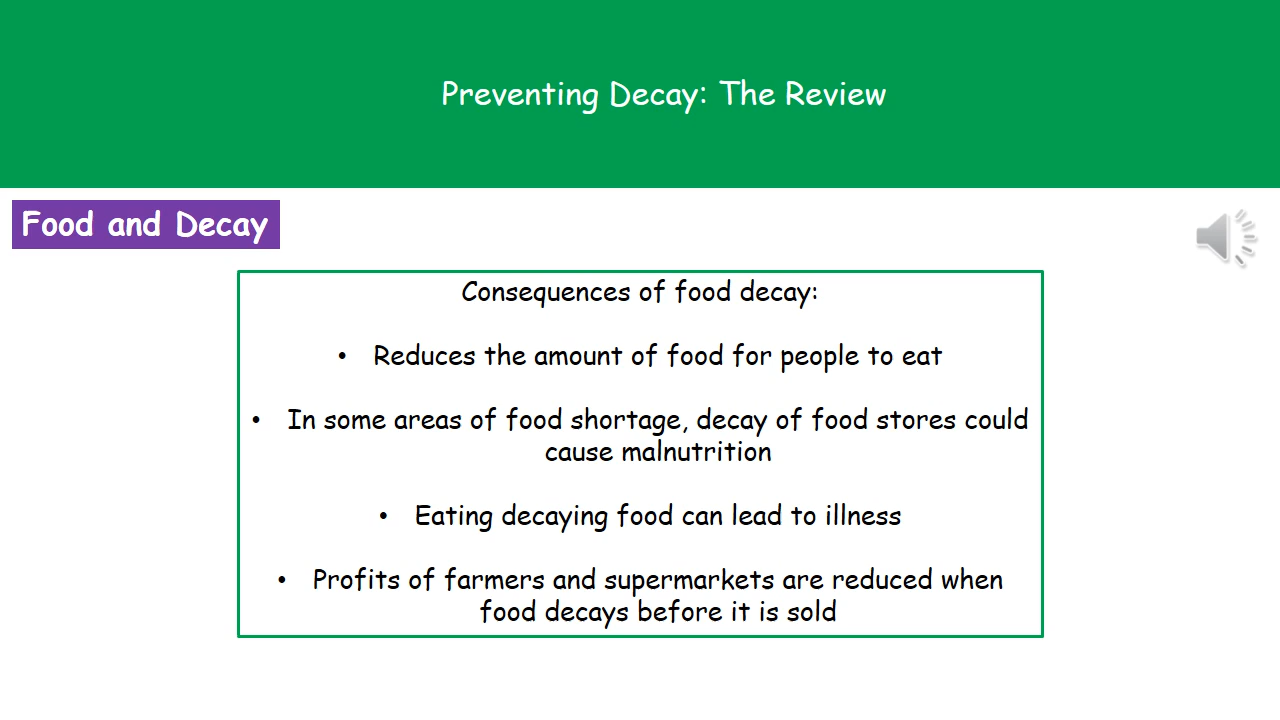 Preventing Decay: The Review
Food and Decay
Consequences of food decay:
• Reduces the amount of food for people to eat
• In some areas of food shortage, decay of food stores could
cause malnutrition
• Eating decaying food can lead to illness
• Profits of farmers and supermarkets are reduced when
food decays before it is sold